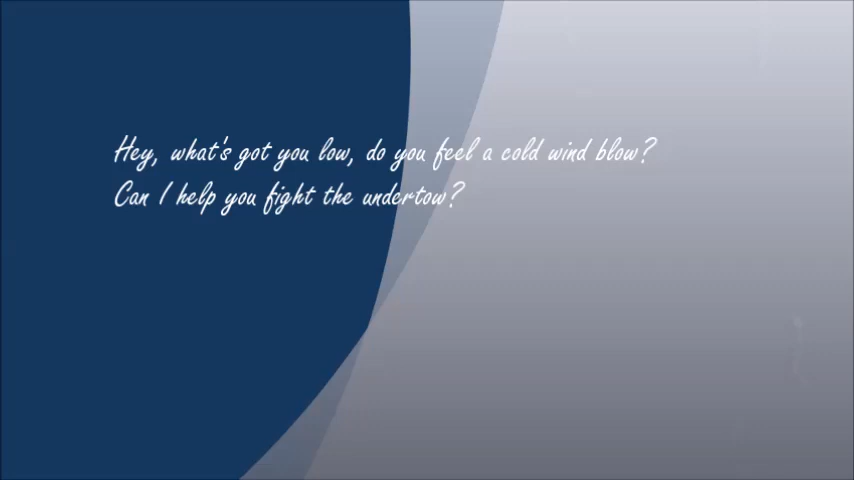 Hey, what's got you low, do you feel a cold wind blow?
Can I help you fight the undertow?